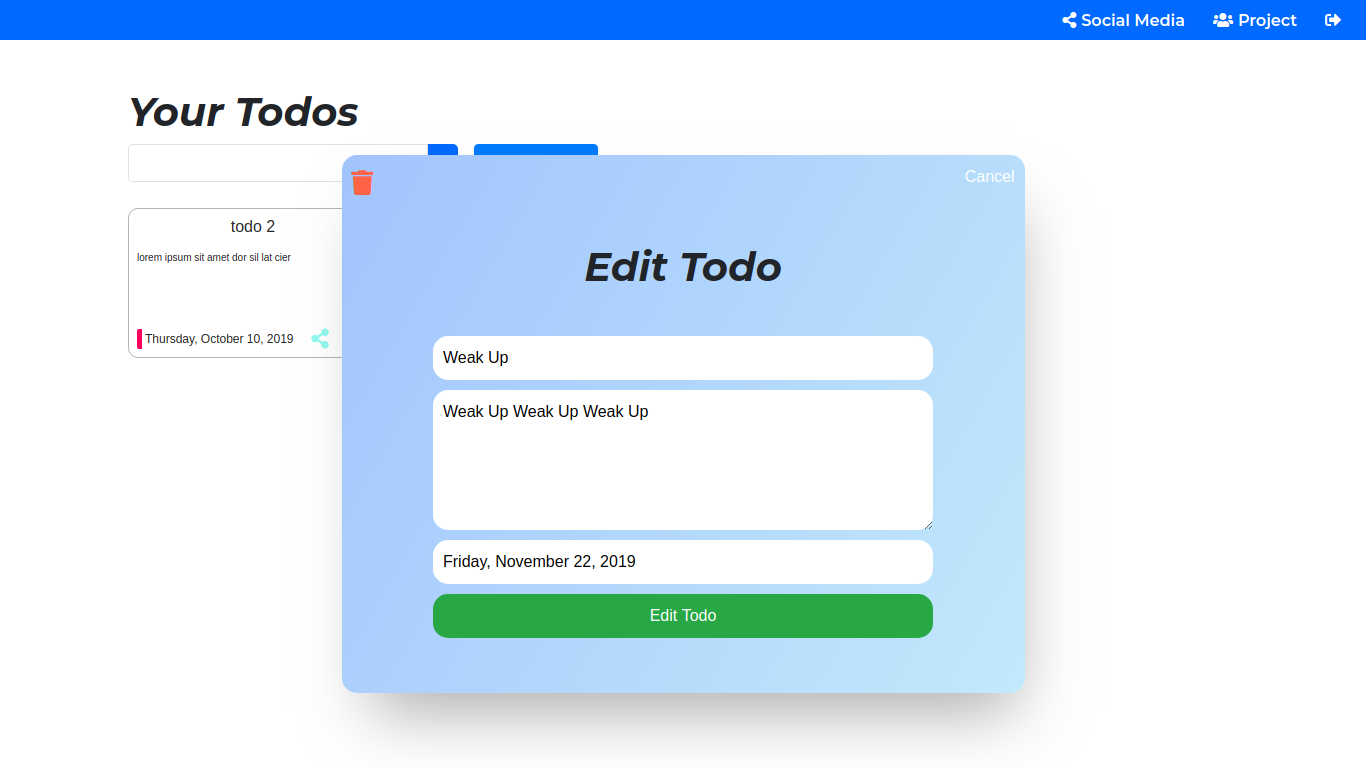 Social Media
Project
Your Todos
todo 2
lorem ipsum sit amet dor sil lat cier
Thursday, October 10, 2019
Cancel
Edit Todo
Weak Up
Weak Up Weak Up Weak Up
Friday, November 22, 2019
Edit Todo